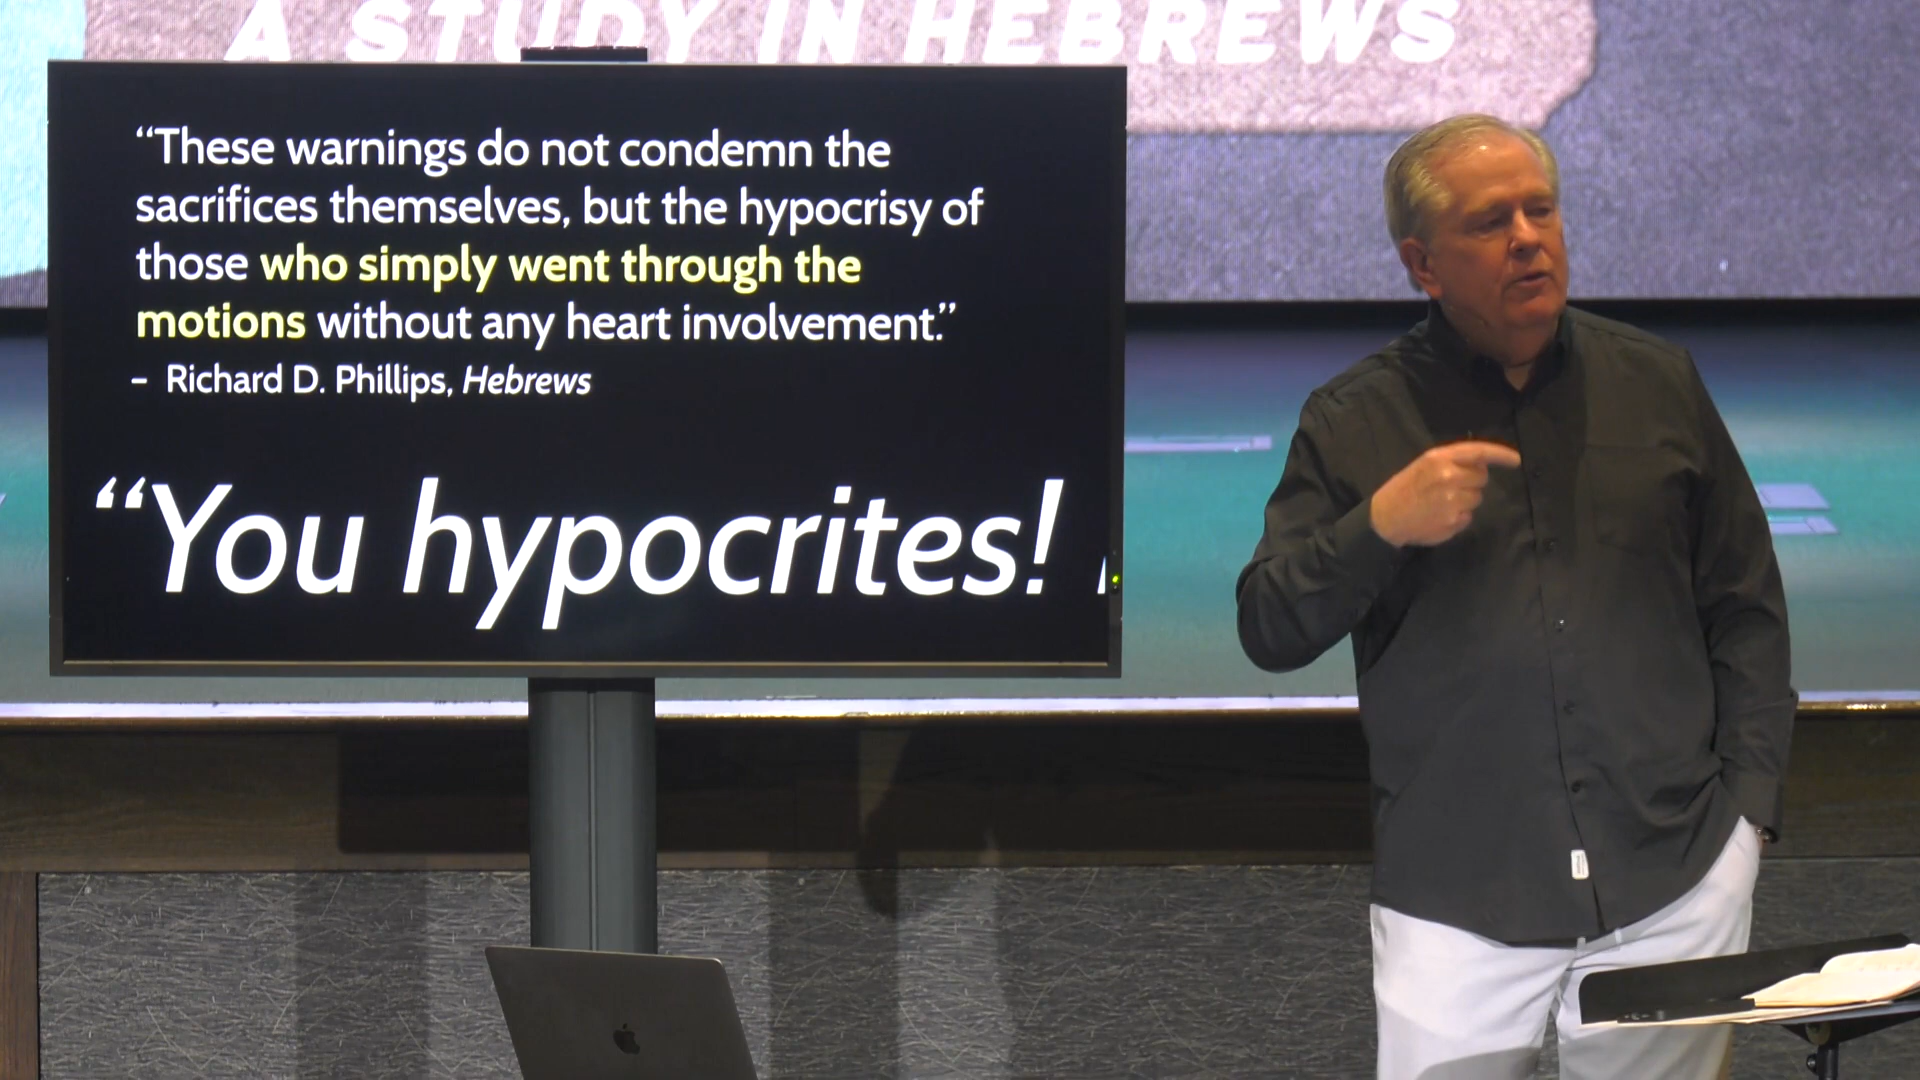 A STUDY IN HEBREWS
“These warnings do not condemn the
sacrifices themselves, but the hypocrisy of
those who simply went through the
motions without any heart involvement.”
– Richard D. Phillips, Hebrews
“You hypocrites!